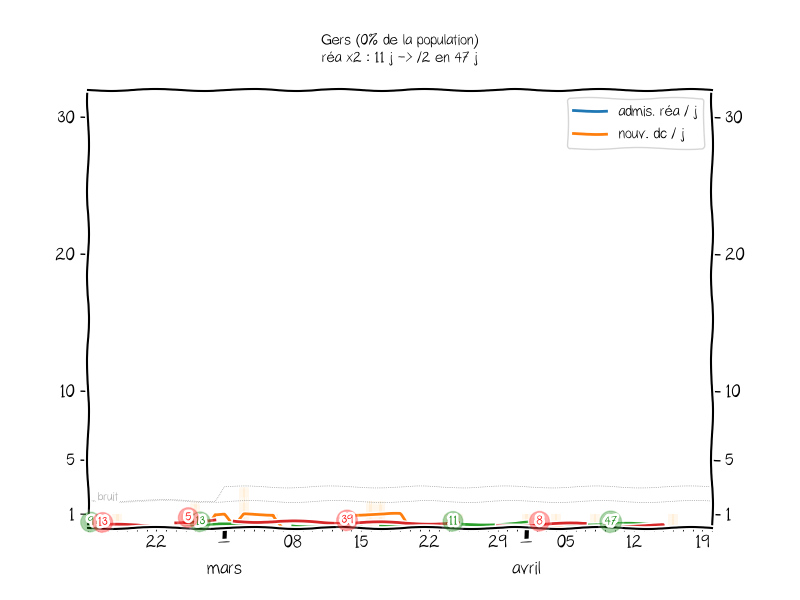 Gers (0% de la population)
réa x2 : 11 j -> /2 en 47 j
admis. réa / j
nouv. dc / j
30 30
20 20
10 10
5 5
bruit
1 13 5 13 39 11 8 47 1
22 1 08 15 22 29 1 05 12 19
mars avril